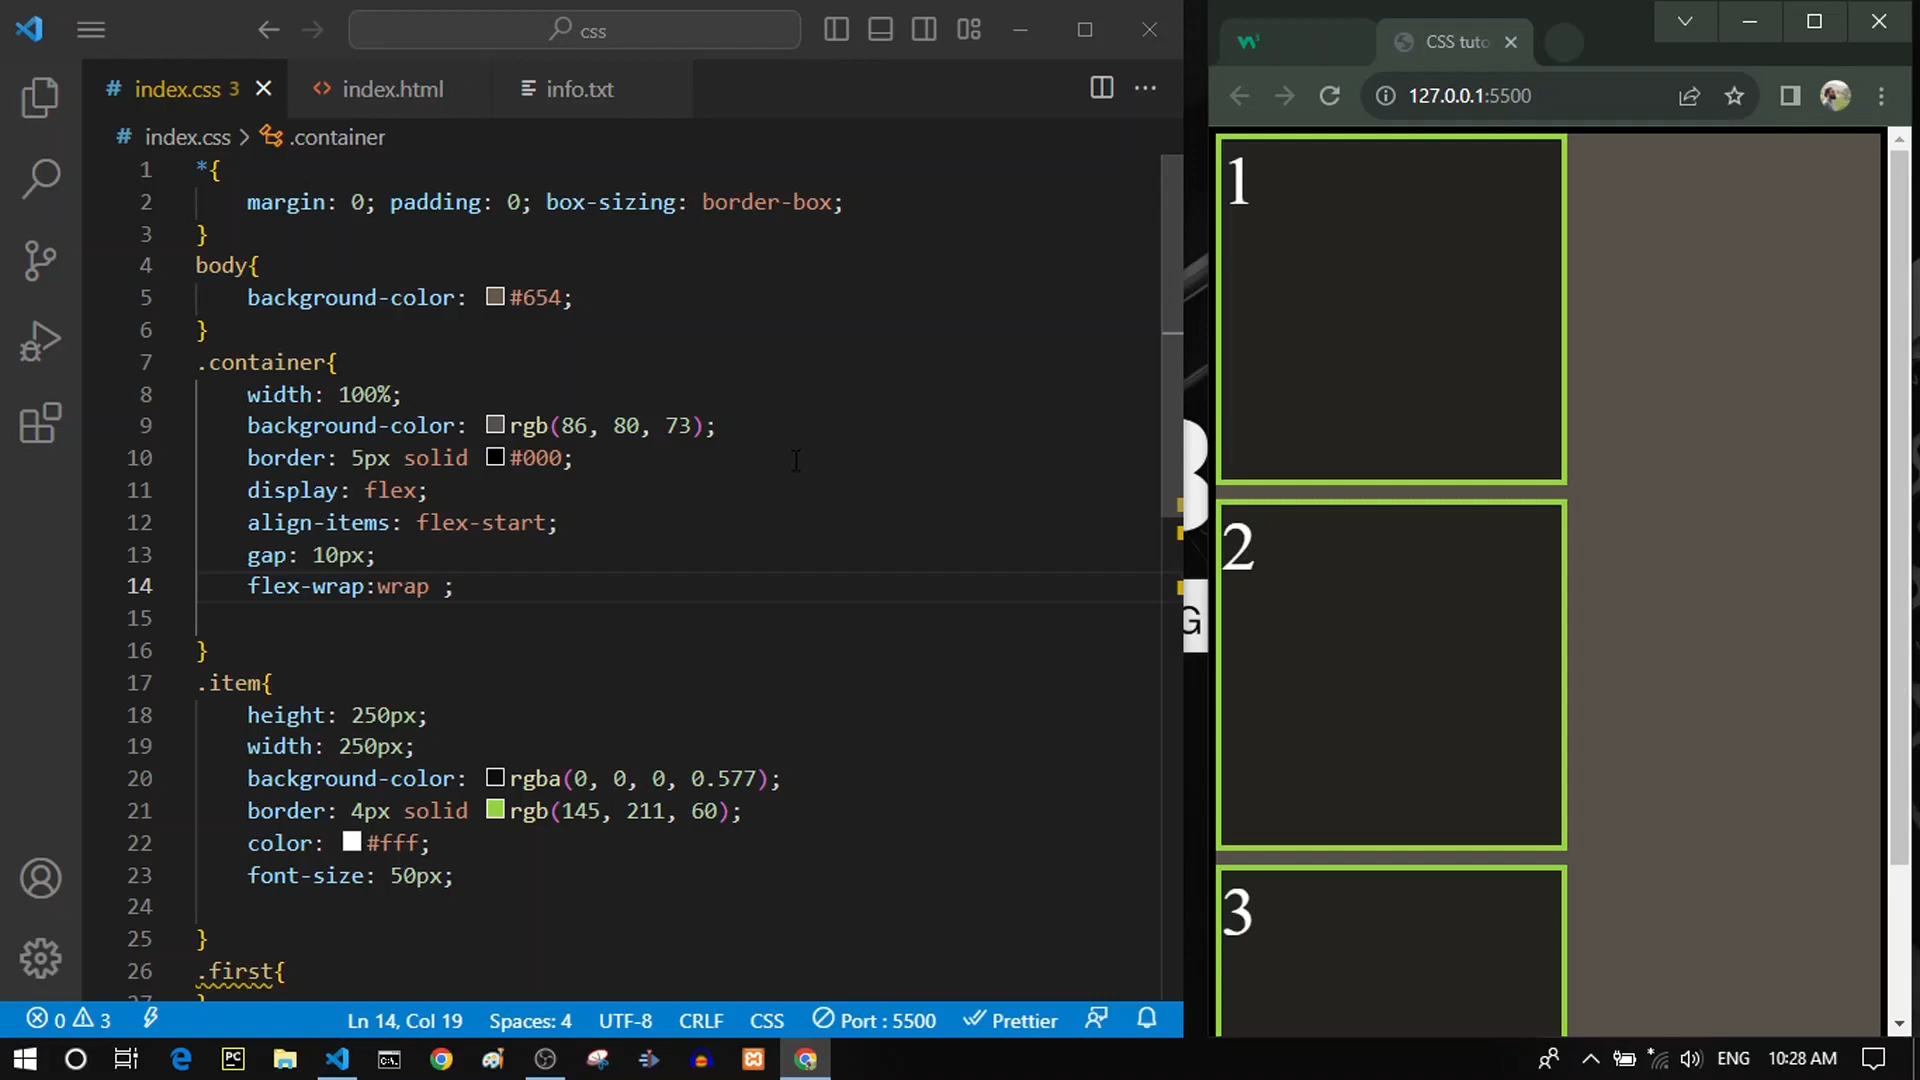 css
CSS tuto
index.css 3
index.html
info.txt
127.0.0.1:5500
index.css > .container
1 *{
2 margin: 0; padding: 0; box-sizing: border-box;
3 }
4 body{
5 background-color: #654;
6 }
7 .container{
8 width: 100%;
9 background-color: rgb(86, 80, 73);
10 border: 5px solid #000;
11 display: flex;
12 align-items: flex-start;
13 gap: 10px;
14 flex-wrap:wrap ;
15
16 }
17 .item{
18 height: 250px;
19 width: 250px;
20 background-color: rgba(0, 0, 0, 0.577);
21 border: 4px solid rgb(145, 211, 60);
22 color: #fff;
23 font-size: 50px;
24
25 }
26 .first{
1
2
3
G
0 3
Ln 14, Col 19
Spaces: 4
UTF-8
CRLF
CSS
Port : 5500
Prettier
PC
ENG
10:28 AM